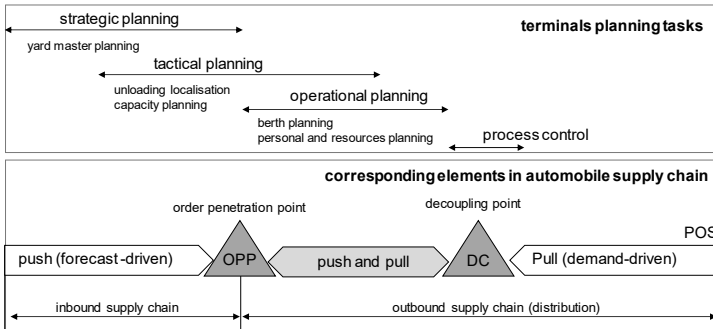 strategic planning
terminals planning tasks
yard master planning
tactical planning
unloading localisation
capacity planning
operational planning
berth planning
personal and resources planning
process control
corresponding elements in automobile supply chain
order penetration point
decoupling point
POS
push (forecast-driven)
OPP
push and pull
DC
Pull (demand-driven)
inbound supply chain
outbound supply chain (distribution)